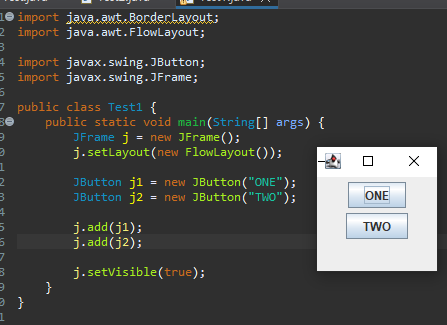 import java.awt.BorderLayout;
import java.awt.FlowLayout;
import javax.swing.JButton;
import javax.swing.JFrame;
public class Test1 {
public static void main(String[] args) {
JFrame j = new JFrame();
j.setLayout(new FlowLayout());
JButton j1 = new JButton("ONE");
JButton j2 = new JButton("TWO");
j.add(j1);
j.add(j2);
j.setVisible(true);
}
}
ONE
TWO